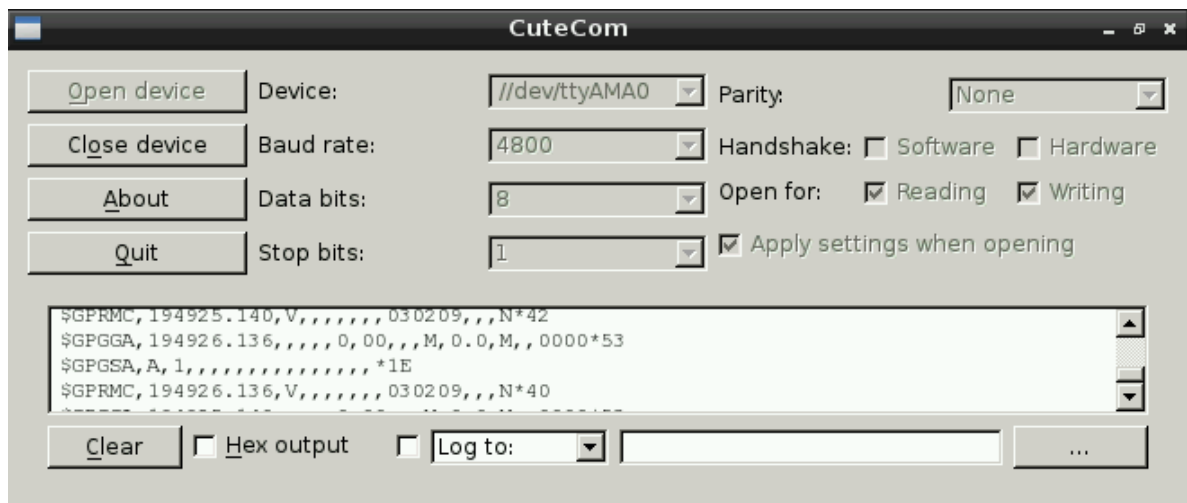 CuteCom
Open device Device: //dev/ttyAMA0 Parity: None
Close device Baud rate: 4800 Handshake: Software Hardware
About Data bits: 8 Open for: Reading Writing
Quit Stop bits: 1 Apply settings when opening
$GPRMC,194925.140,V,,,,,,,030209,,,N*42
$GPGGA,194926.136,,,,,0,00,,,M,0.0,M,,0000*53
$GPGSA,A,1,,,,,,,,,,,,,,,*1E
$GPRMC,194926.136,V,,,,,,,030209,,,N*40
Clear Hex output Log to: ...